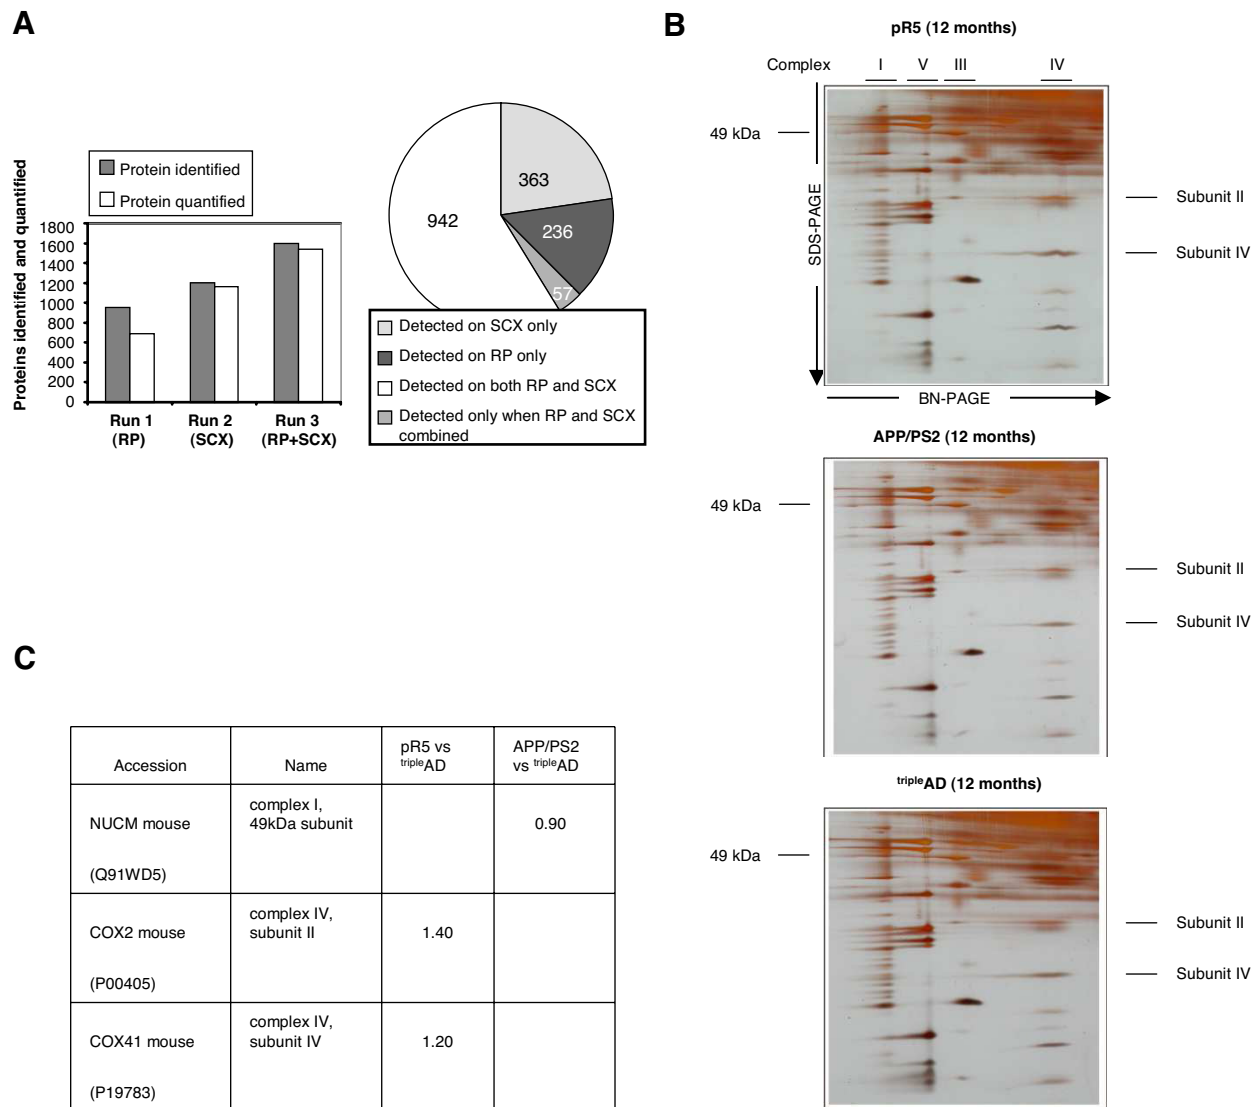 A
Protein identified
Protein quantified
Proteins identified and quantified
1800
1600
1400
1200
1000
800
600
400
200
0
Run 1
(RP)
Run 2
(SCX)
Run 3
(RP+SCX)
942
363
236
57
Detected on SCX only
Detected on RP only
Detected on both RP and SCX
Detected only when RP and SCX
combined
B
pR5 (12 months)
Complex I V III IV
49 kDa
SDS-PAGE
Subunit II
Subunit IV
BN-PAGE
APP/PS2 (12 months)
49 kDa
Subunit II
Subunit IV
tripleAD (12 months)
49 kDa
Subunit II
Subunit IV
C
Accession
Name
pR5 vs
tripleAD
APP/PS2
vs tripleAD
NUCM mouse
(Q91WD5)
complex I,
49kDa subunit
0.90
COX2 mouse
(P00405)
complex IV,
subunit II
1.40
COX41 mouse
(P19783)
complex IV,
subunit IV
1.20